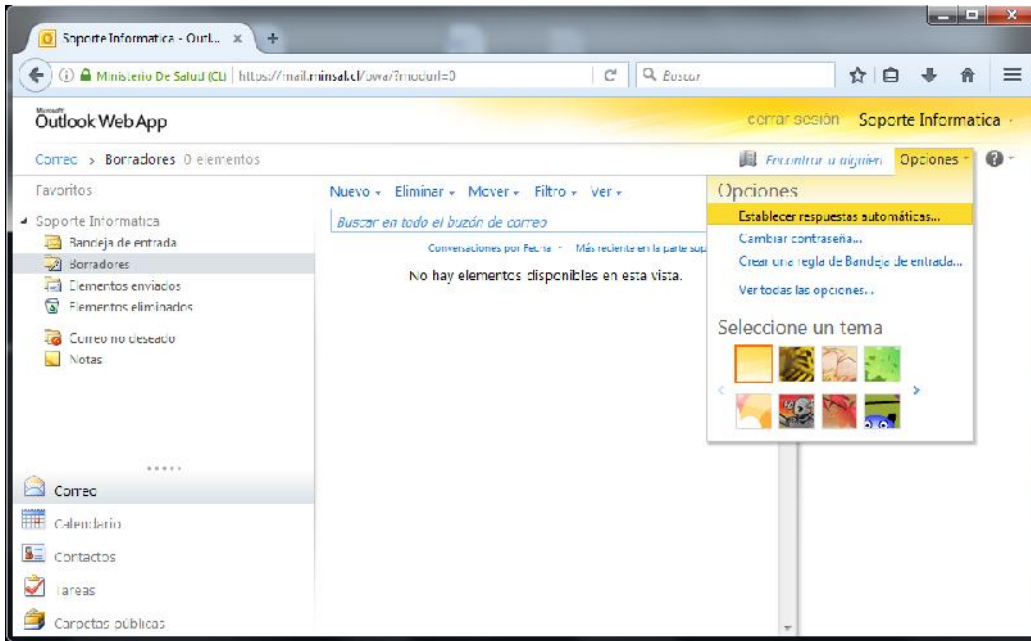 Soporte Informatica - Outl...
Ministerio De Salud (CL) https://mail.minsal.cl/owa/?modurl=0
Buscar
Microsoft
Outlook Web App
cerrar sesión Soporte Informatica
Correo > Borradores 0 elementos
Encontrar a alguien Opciones
Favoritos
Soporte Informatica
Bandeja de entrada
Borradores
Elementos enviados
Elementos eliminados
Correo no deseado
Notas
Correo
Calendario
Contactos
Tareas
Carpetas públicas
Nuevo Eliminar Mover Filtro Ver
Buscar en todo el buzón de correo
Conversaciones por Fecha Más reciente en la parte sup
No hay elementos disponibles en esta vista.
Opciones
Establecer respuestas automáticas...
Cambiar contraseña...
Crear una regla de Bandeja de entrada...
Ver todas las opciones...
Seleccione un tema